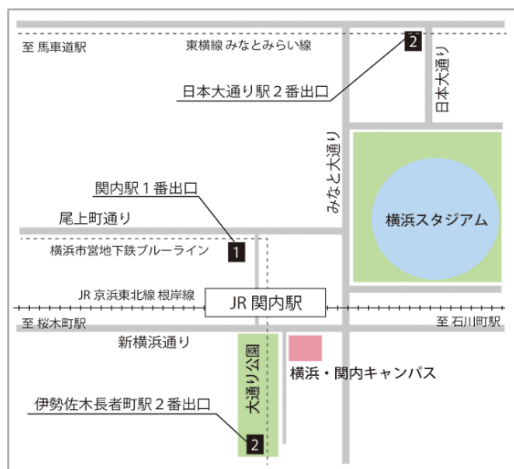 至 馬車道駅
東横線 みなとみらい線
2
日本大通り駅２番出口
日本大通り
みなと大通り
関内駅１番出口
横浜スタジアム
尾上町通り
横浜市営地下鉄ブルーライン
1
JR 京浜東北線 根岸線
JR 関内駅
至 桜木町駅
至 石川町駅
新横浜通り
大通り公園
横浜・関内キャンパス
伊勢佐木長者町駅２番出口
2